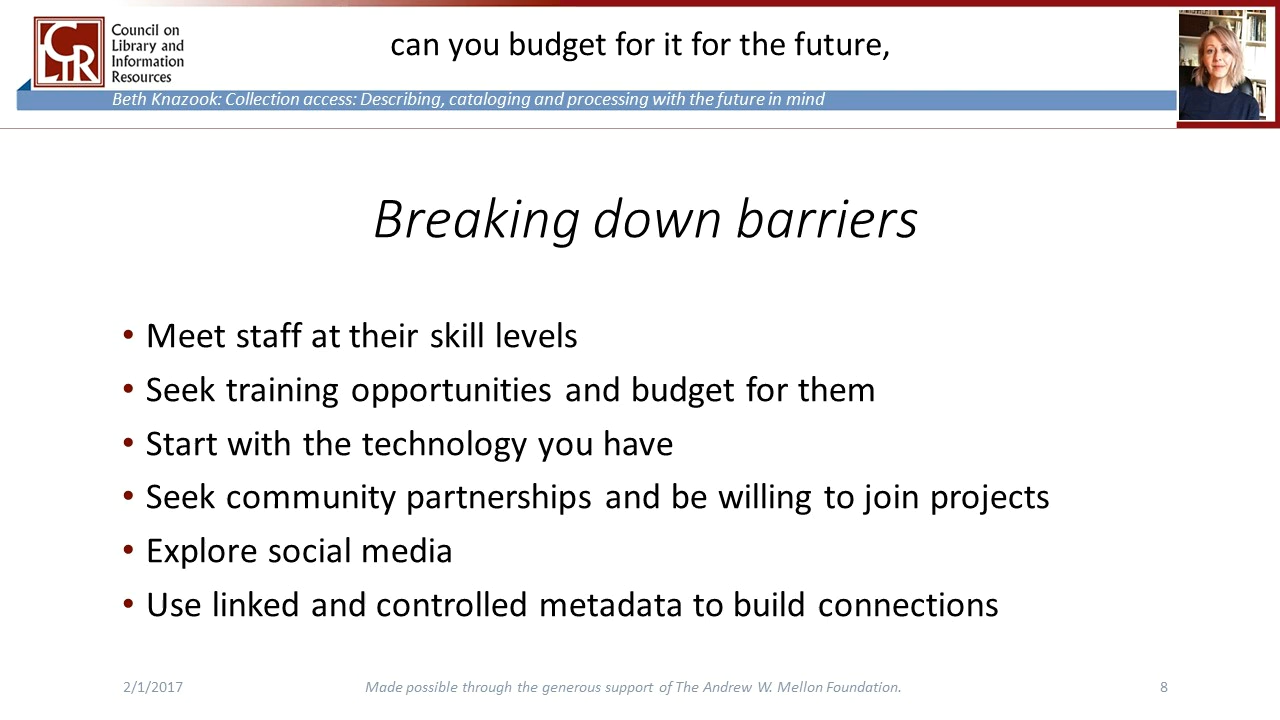 CLIR
Council on
Library and
Information
Resources
can you budget for it for the future,
Beth Knazook: Collection access: Describing, cataloging and processing with the future in mind
Breaking down barriers
• Meet staff at their skill levels
• Seek training opportunities and budget for them
• Start with the technology you have
• Seek community partnerships and be willing to join projects
• Explore social media
• Use linked and controlled metadata to build connections
2/1/2017
Made possible through the generous support of The Andrew W. Mellon Foundation.
8